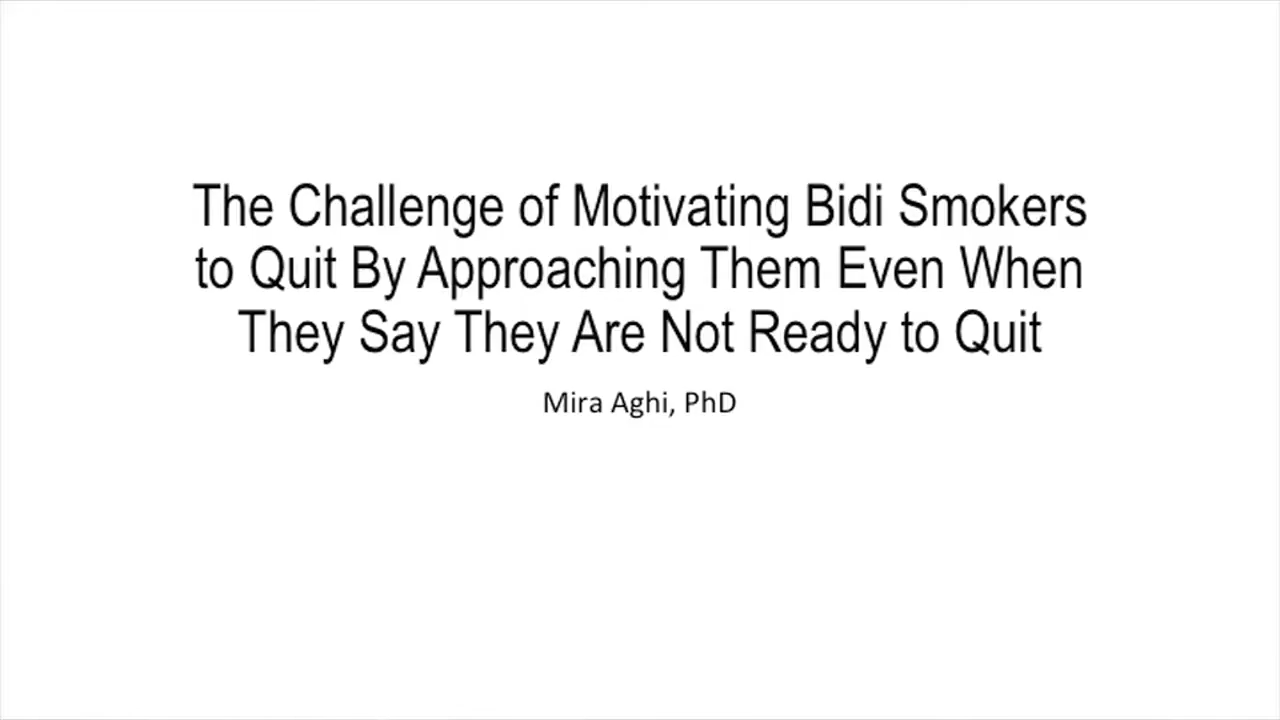 The Challenge of Motivating Bidi Smokers
to Quit By Approaching Them Even When
They Say They Are Not Ready to Quit
Mira Aghi, PhD